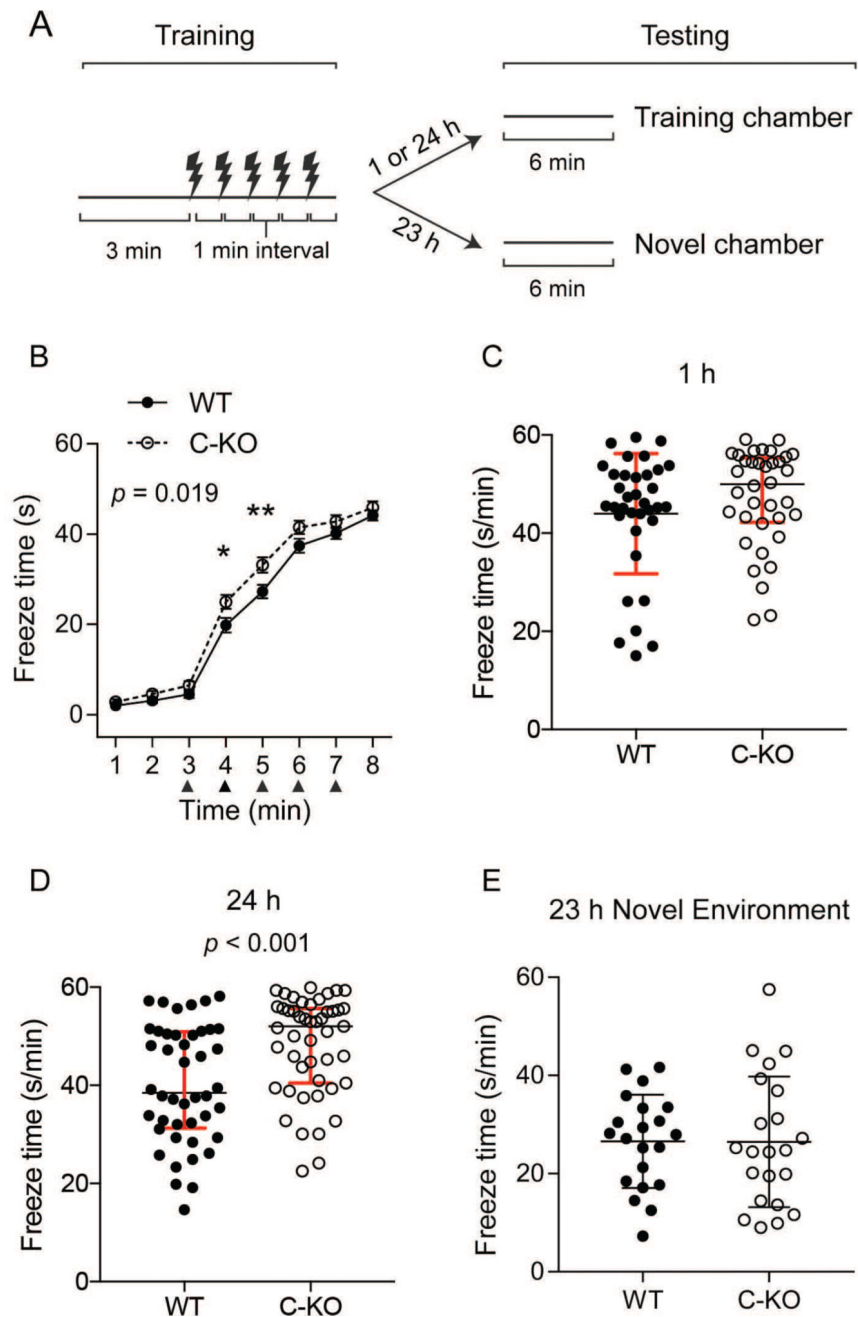 A
Training
Testing
1 or 24 h
Training chamber
6 min
3 min
1 min interval
23 h
Novel chamber
6 min
B
WT
C-KO
p = 0.019
*
**
Freeze time (s)
60
40
20
0
1 2 3 4 5 6 7 8
Time (min)
C
1 h
Freeze time (s/min)
60
40
20
0
WT C-KO
D
24 h
p < 0.001
Freeze time (s/min)
60
40
20
0
WT C-KO
E
23 h Novel Environment
Freeze time (s/min)
60
40
20
0
WT C-KO